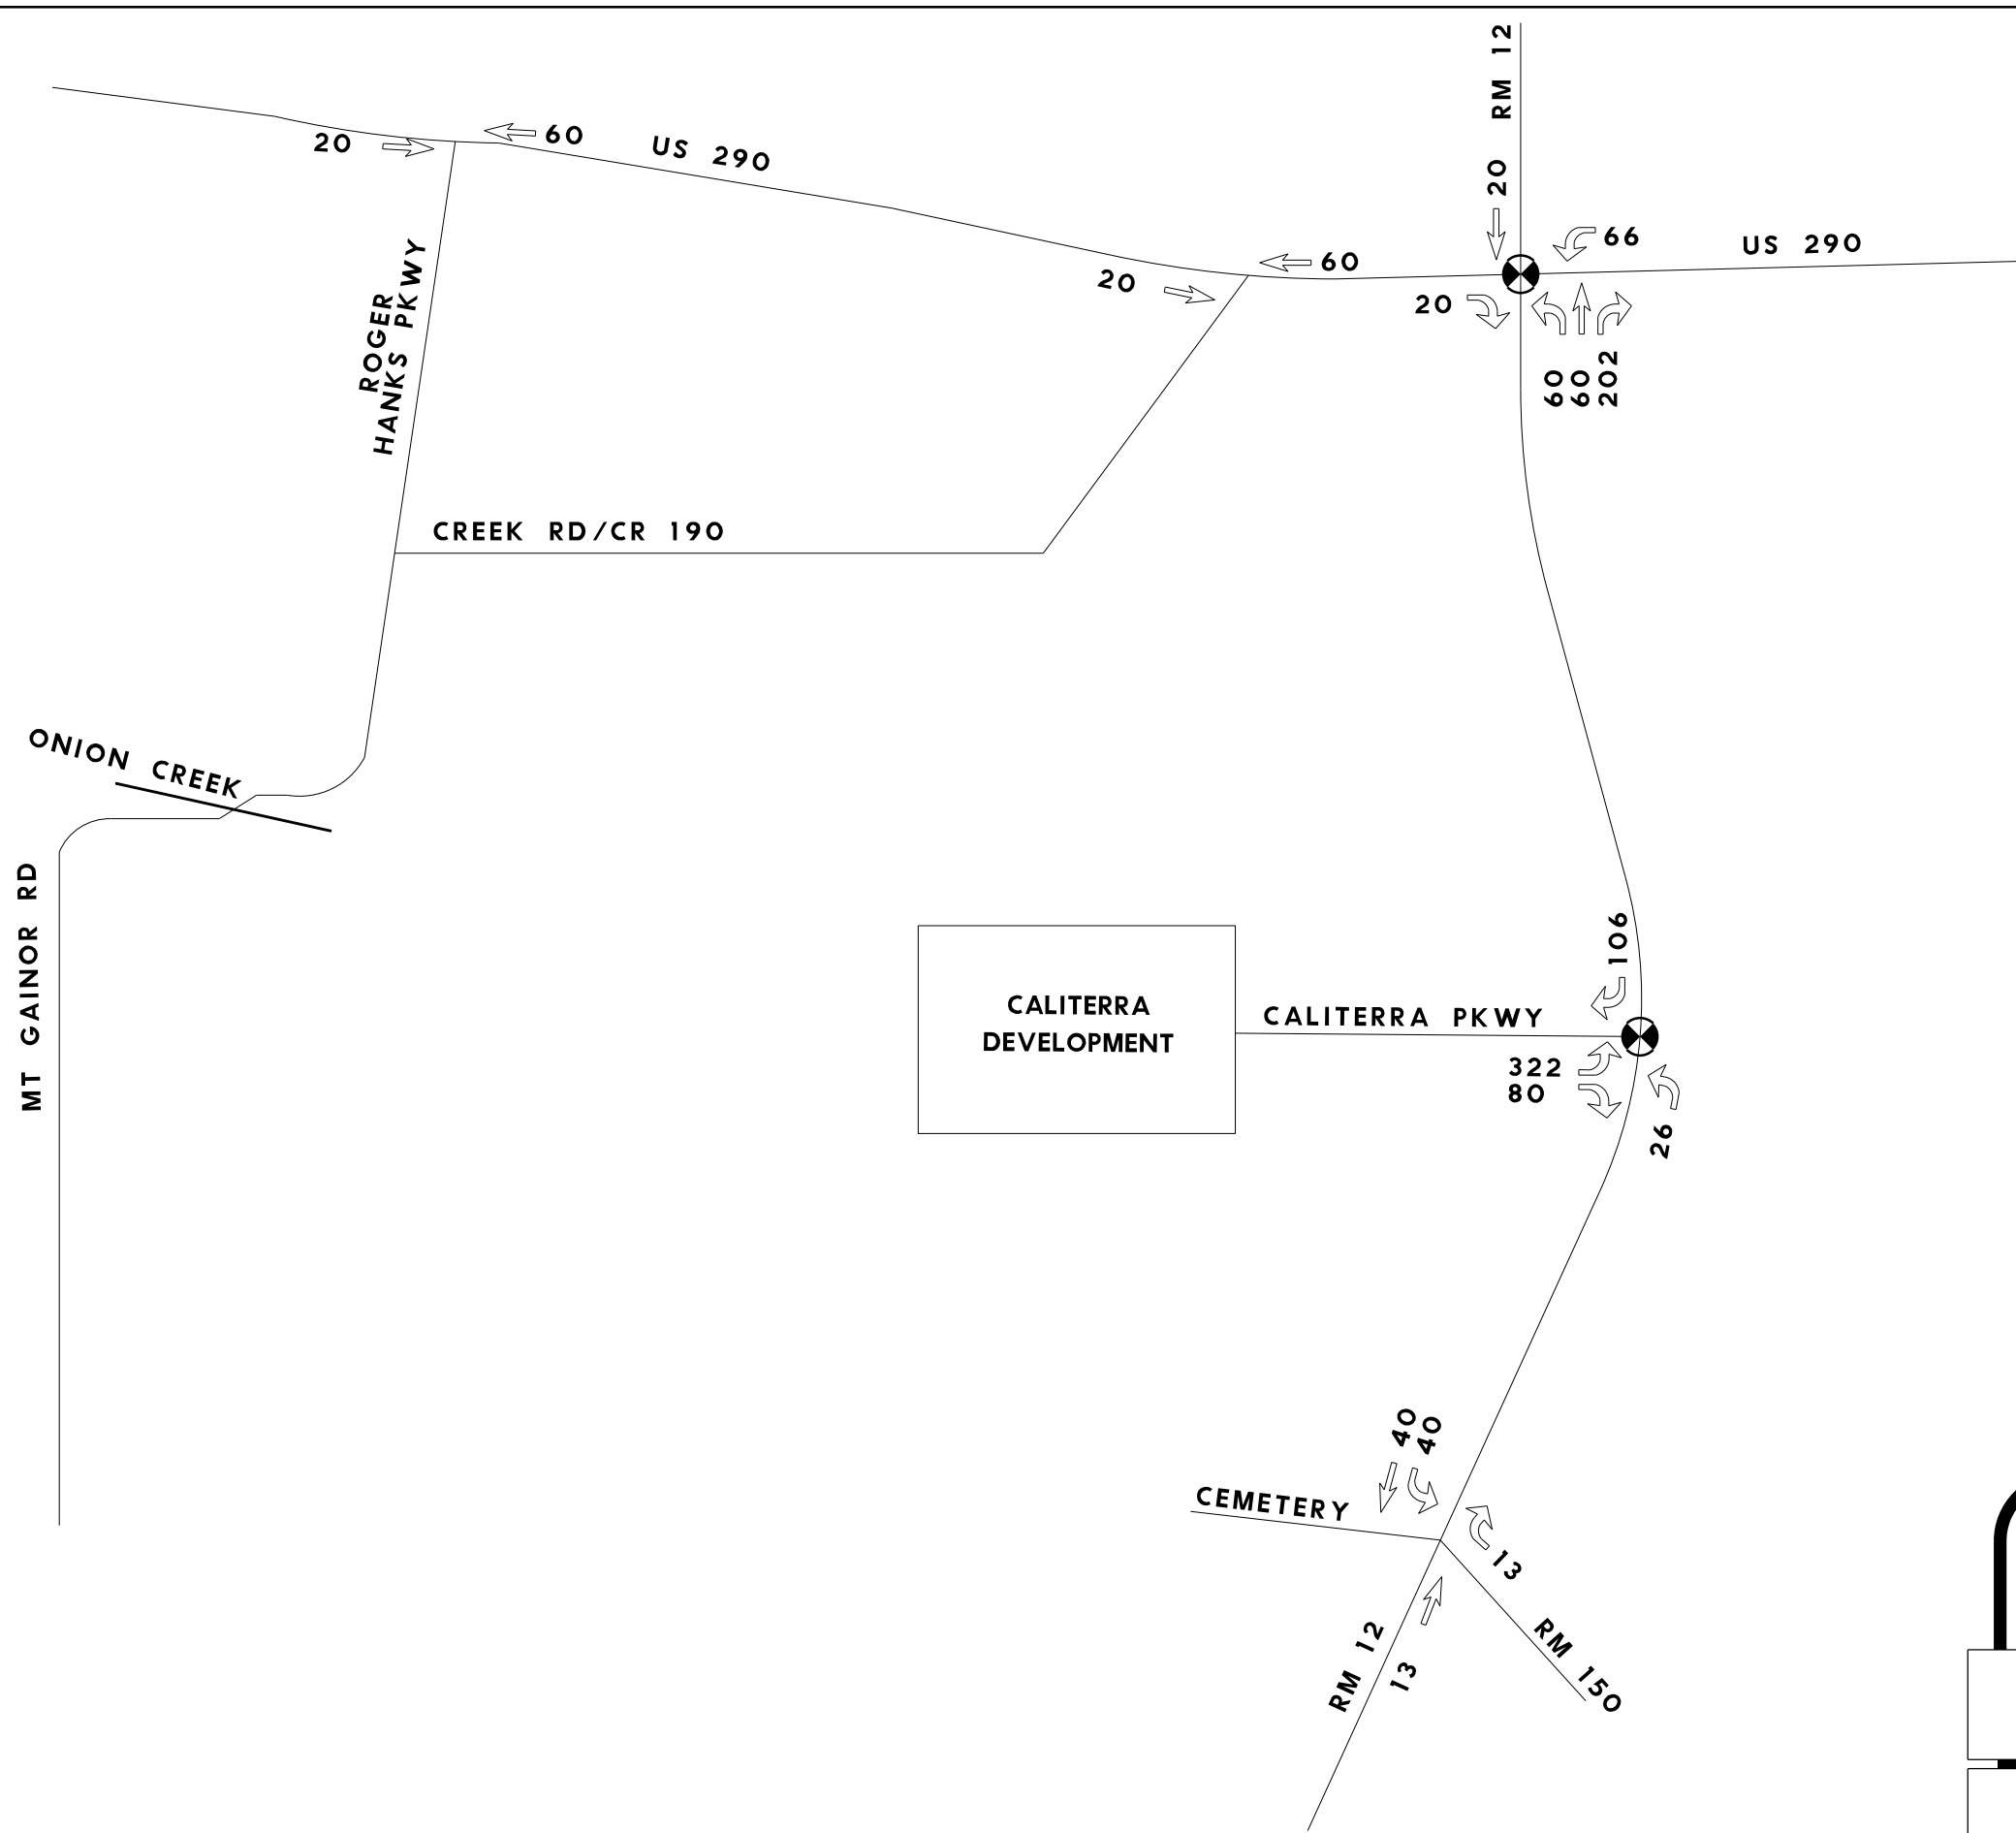 RM 12
20
60
US 290
20
66
US 290
60
20
20
60
60
202
ROGER
HANKS PKWY
CREEK RD/CR 190
ONION CREEK
MT GAINOR RD
106
CALITERRA
DEVELOPMENT
CALITERRA PKWY
322
80
26
40
40
CEMETERY
13
RM 12
13
RM 150